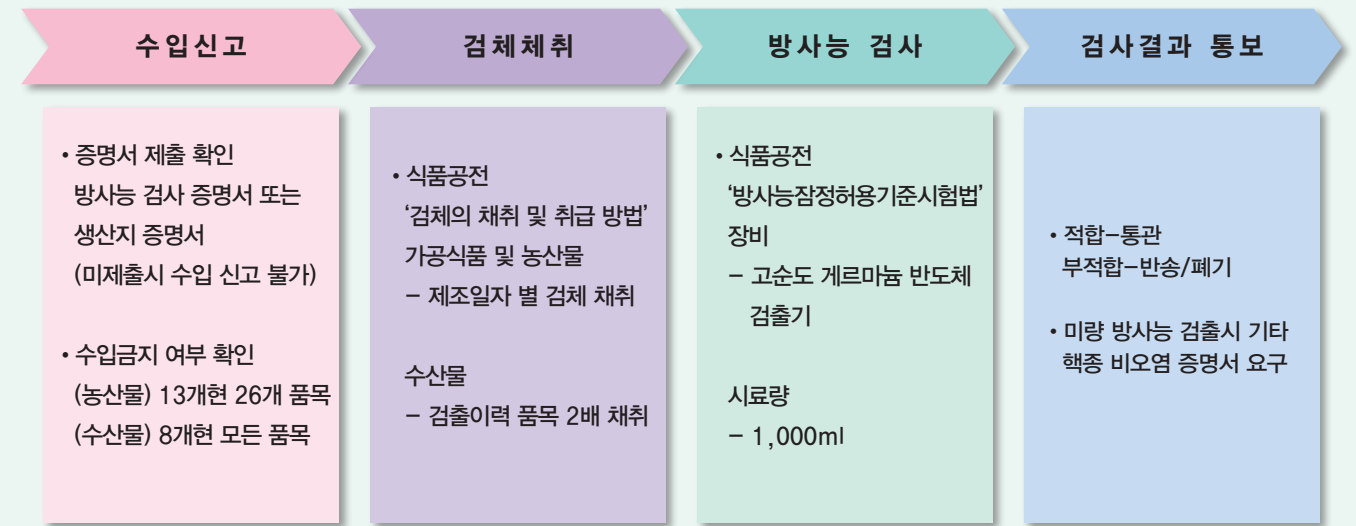 수입신고
검체체취
방사능 검사
검사결과 통보
• 증명서 제출 확인
방사능 검사 증명서 또는
생산지 증명서
(미제출시 수입 신고 불가)
• 수입금지 여부 확인
(농산물) 13개현 26개 품목
(수산물) 8개현 모든 품목
• 식품공전
‘검체의 채취 및 취급 방법’
가공식품 및 농산물
- 제조일자 별 검체 채취
수산물
- 검출이력 품목 2배 채취
• 식품공전
‘방사능잠정허용기준시험법’
장비
- 고순도 게르마늄 반도체
검출기
시료량
- 1,000ml
• 적합-통관
부적합-반송/폐기
• 미량 방사능 검출시 기타
핵종 비오염 증명서 요구